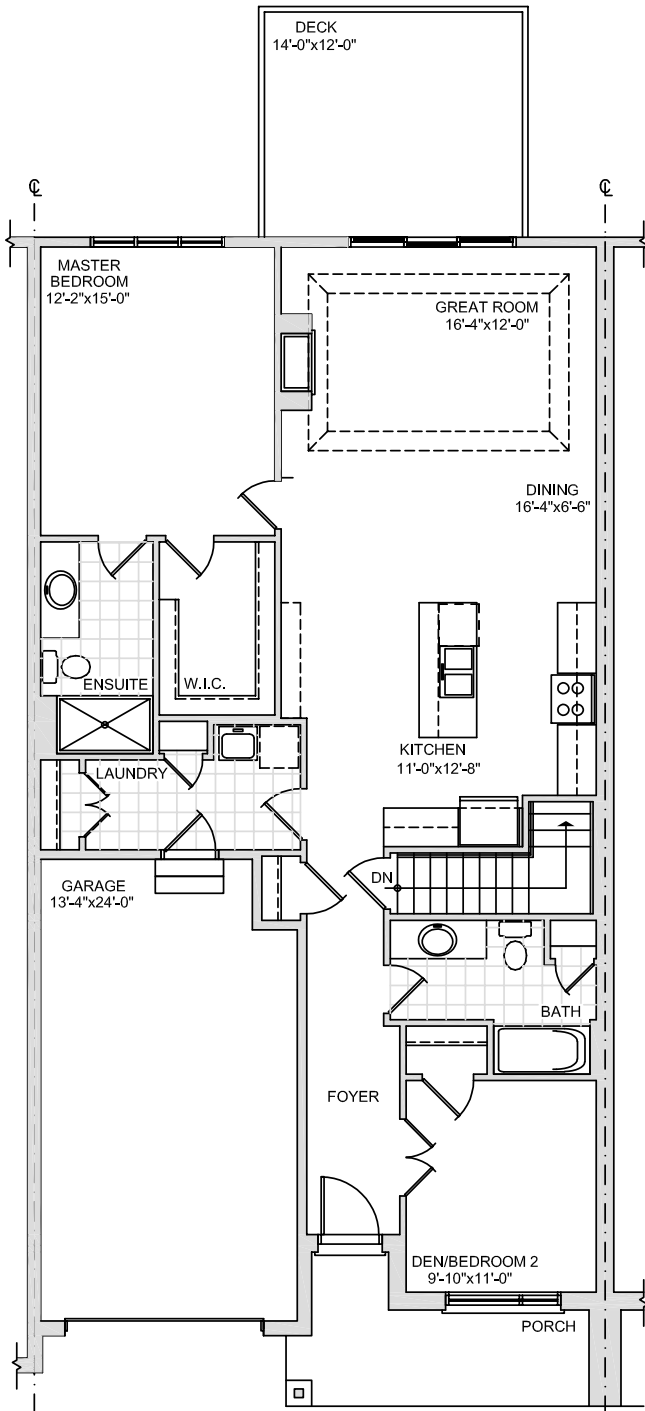 DECK
14'-0"x12'-0"
℄
℄
MASTER
BEDROOM
12'-2"x15'-0"
GREAT ROOM
16'-4"x12'-0"
DINING
16'-4"x6'-6"
ENSUITE
W.I.C.
KITCHEN
11'-0"x12'-8"
LAUNDRY
DN
GARAGE
13'-4"x24'-0"
BATH
FOYER
DEN/BEDROOM 2
9'-10"x11'-0"
PORCH